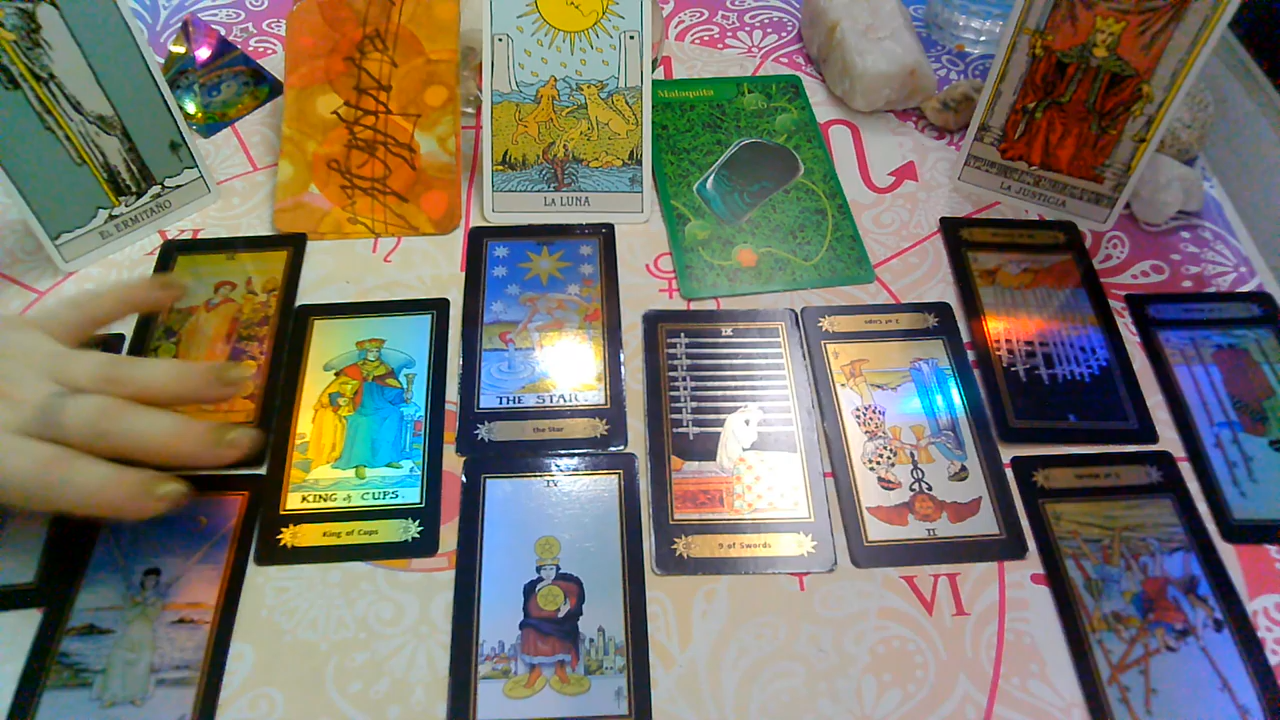 EL ERMITAÑO
LA LUNA
Malaquita
LA JUSTICIA
THE STAR.
the Star
KING of CUPS.
King of Cups
IX
9 of Swords
2 of Cups
II
IV
VI